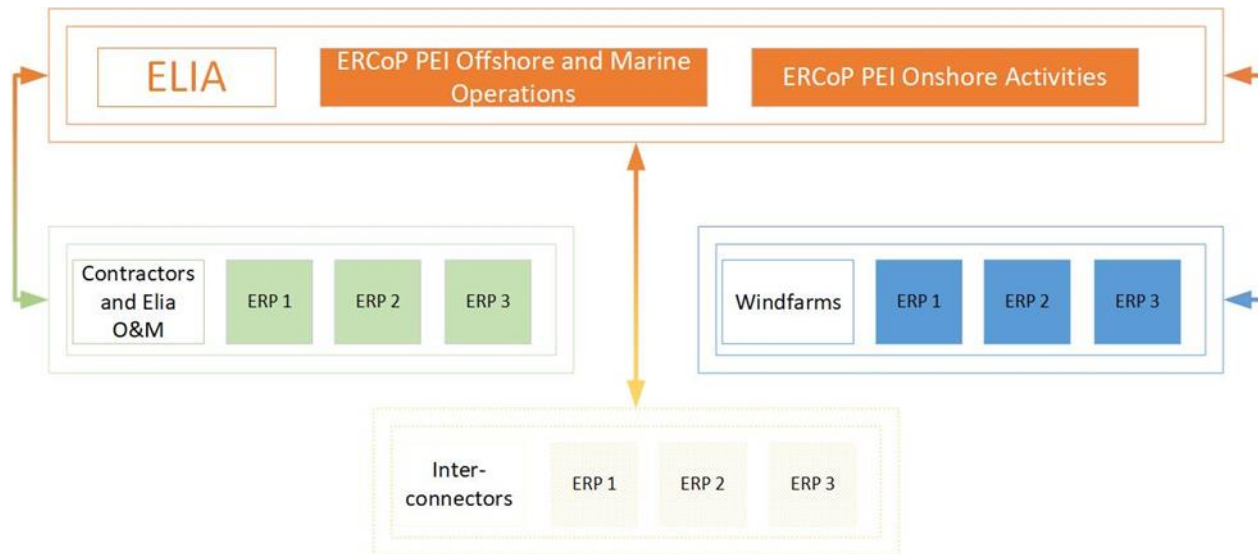 ELIA
ERCoP PEI Offshore and Marine
Operations
ERCoP PEI Onshore Activities
Contractors
and Elia
O&M
ERP 1
ERP 2
ERP 3
Windfarms
ERP 1
ERP 2
ERP 3
Inter-
connectors
ERP 1
ERP 2
ERP 3